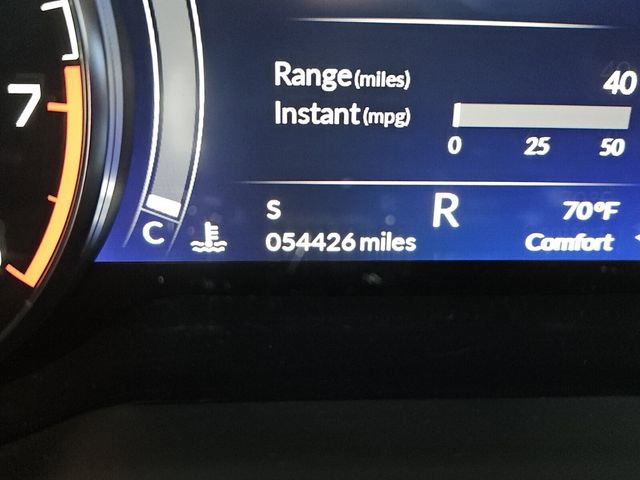 7
Range (miles) 40
Instant (mpg)
0 25 50
S R 70°F
C 054426 miles Comfort